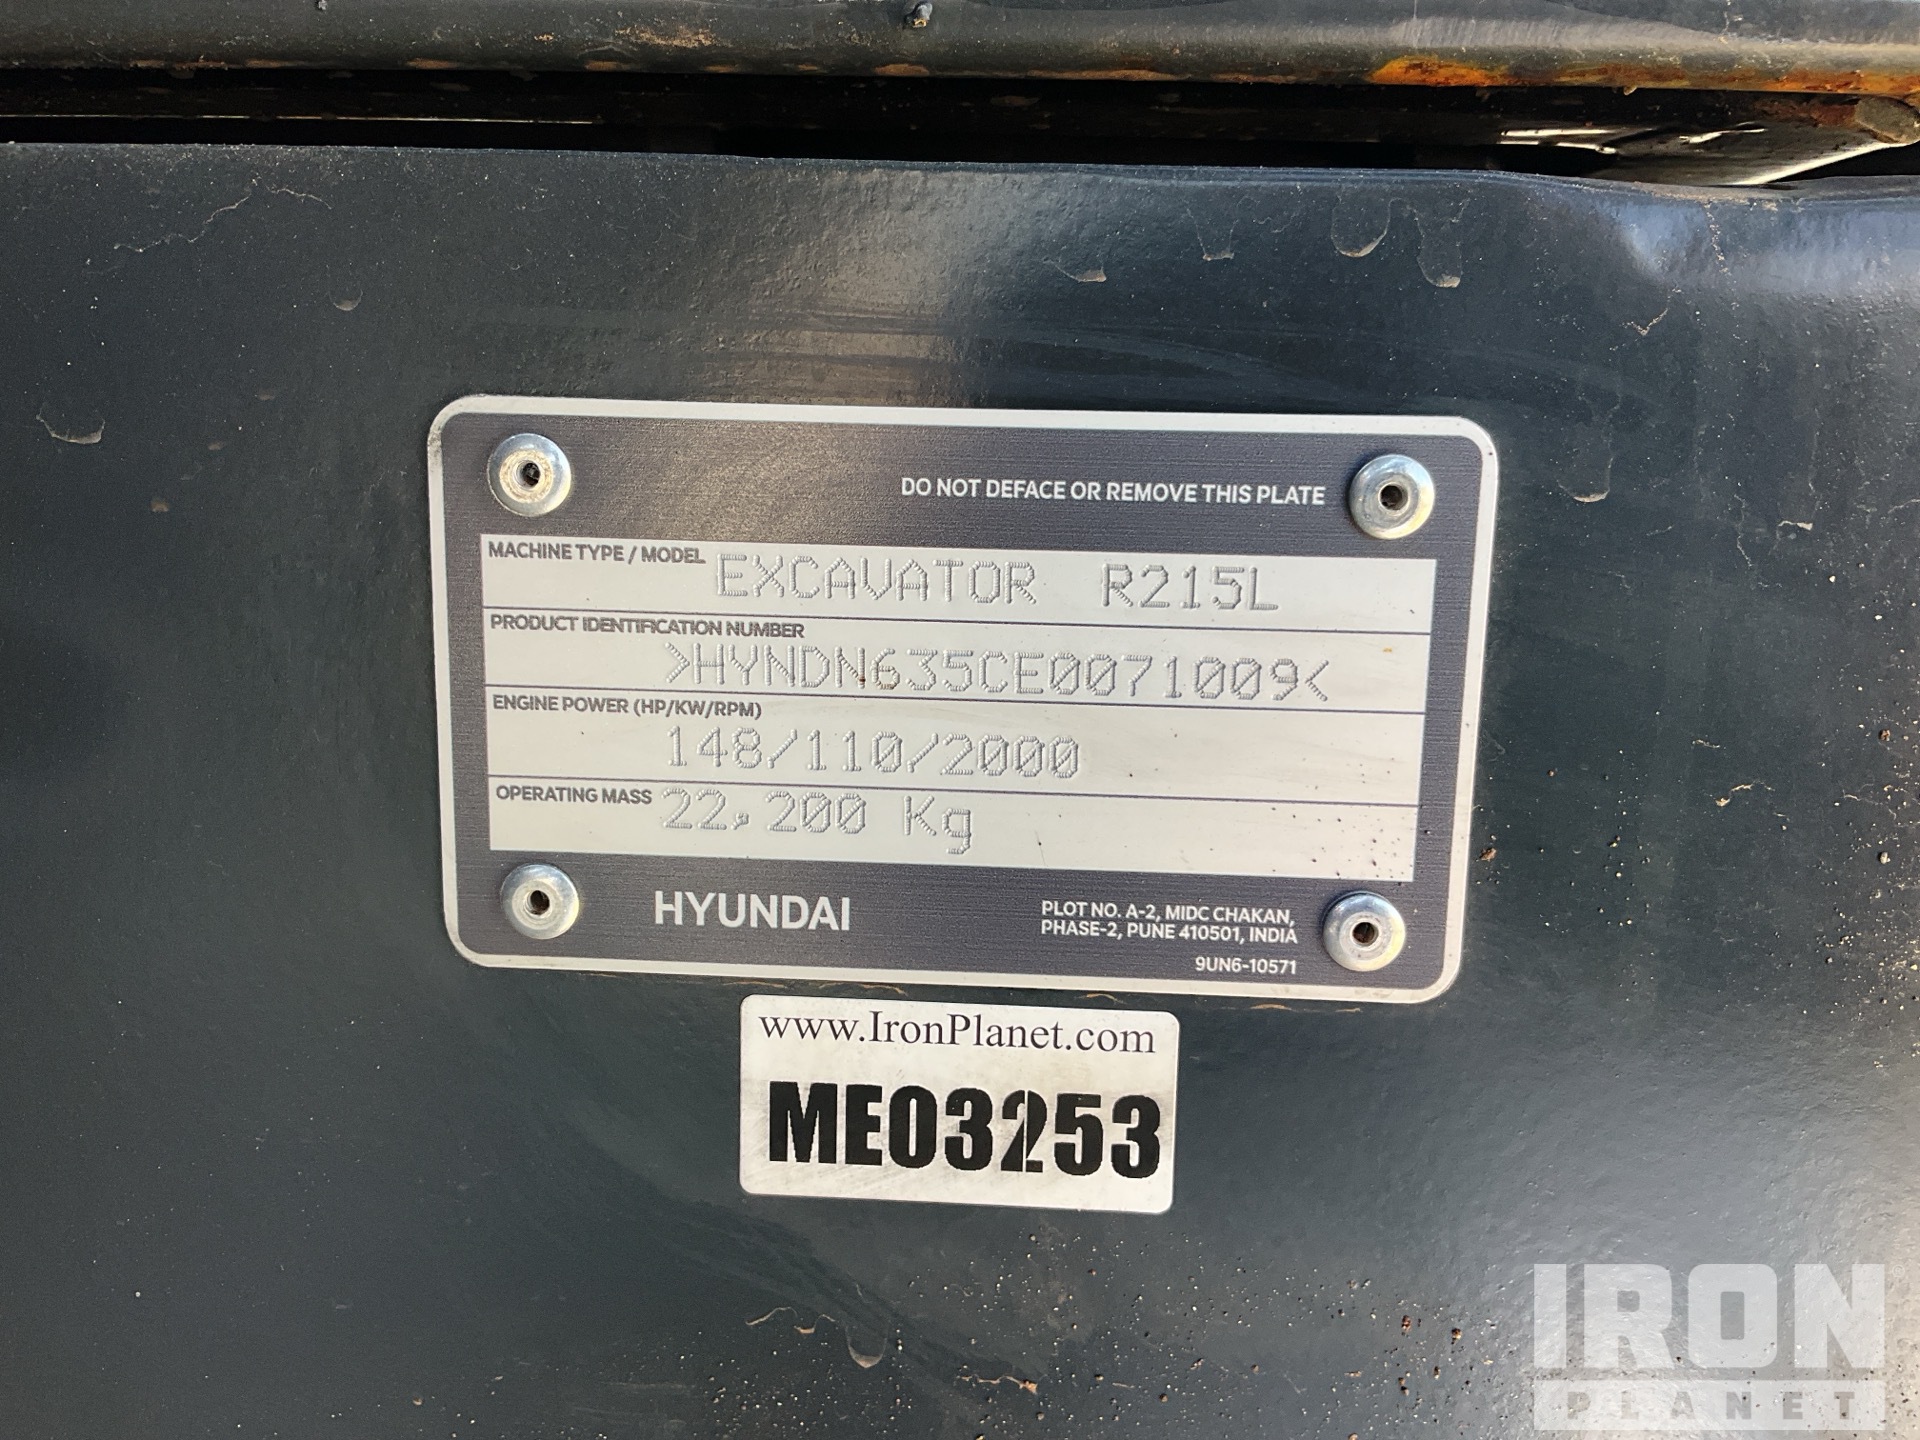 DO NOT DEFACE OR REMOVE THIS PLATE
MACHINE TYPE / MODEL EXCAVATOR R215L
PRODUCT IDENTIFICATION NUMBER
>HYNDN635CE0071009<
ENGINE POWER (HP/KW/RPM)
148/110/2000
OPERATING MASS 22,200 Kg
HYUNDAI
PLOT NO. A-2, MIDC CHAKAN,
PHASE-2, PUNE 410501, INDIA
9UN6-10571
www.IronPlanet.com
ME03253
IRON
PLANET